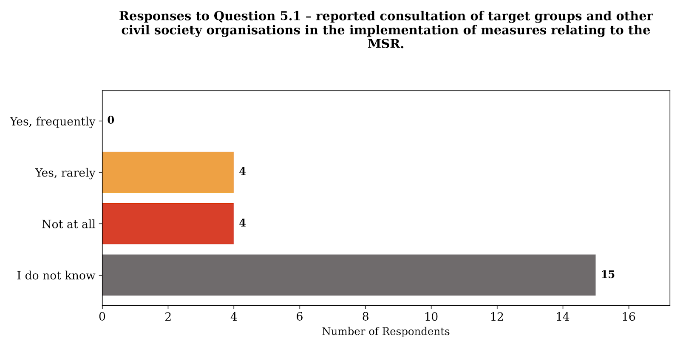 Responses to Question 5.1 – reported consultation of target groups and other
civil society organisations in the implementation of measures relating to the
MSR.
Yes, frequently
0
Yes, rarely
4
Not at all
4
I do not know
15
0 2 4 6 8 10 12 14 16
Number of Respondents